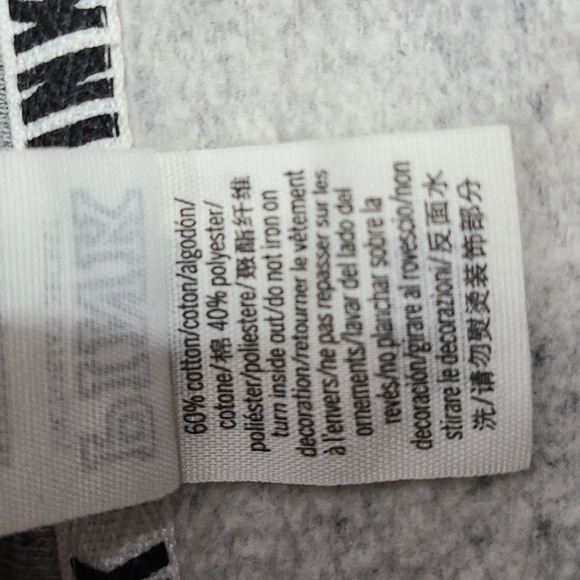 60% cotton/coton/algodón/
cotone/棉 40% polyester/
poliéster/poliestere/聚酯纤维
turn inside out/do not iron on
decoration/retourner le vêtement
à l'envers/ne pas repasser sur les
ornements/lavar del lado del
revés/no planchar sobre la
decoración/girare al rovescio/non
stirare le decorazoni/反面水
洗/请勿熨烫装饰部分
PINK